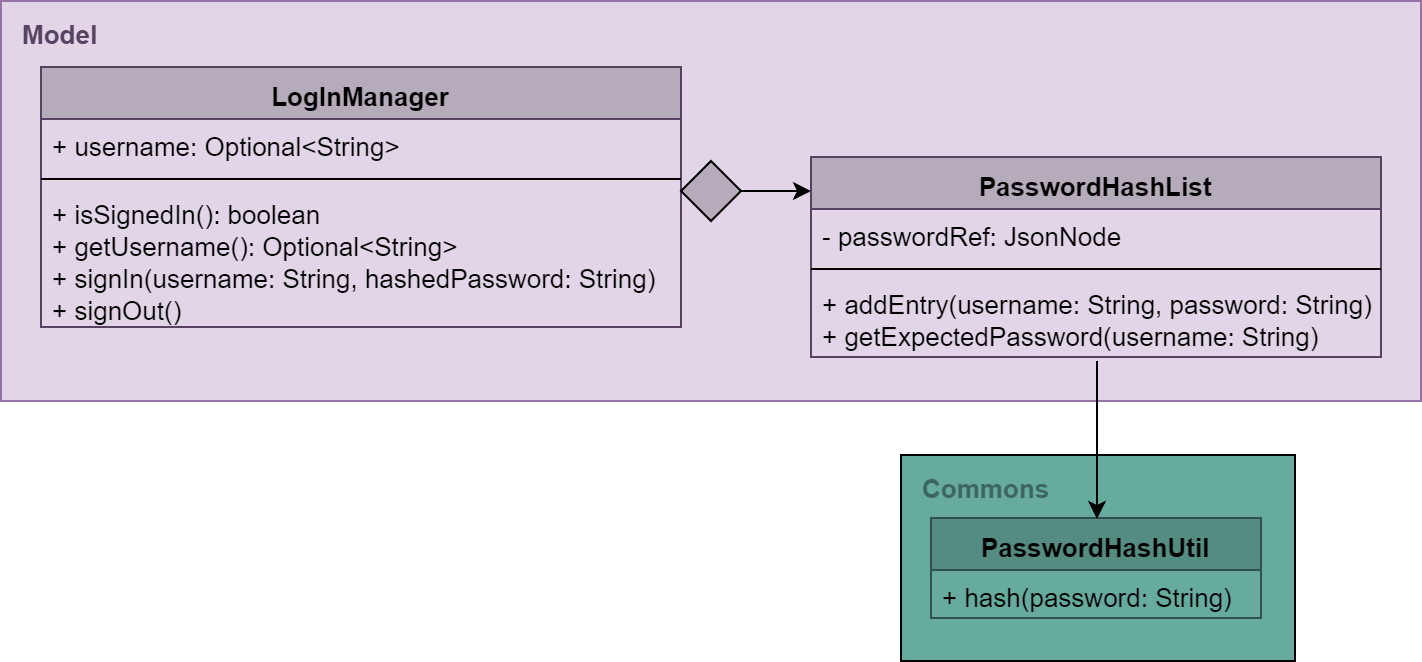 Model
LogInManager
+ username: Optional<String>
+ isSignedIn(): boolean
+ getUsername(): Optional<String>
+ signIn(username: String, hashedPassword: String)
+ signOut()
PasswordHashList
- passwordRef: JsonNode
+ addEntry(username: String, password: String)
+ getExpectedPassword(username: String)
Commons
PasswordHashUtil
+ hash(password: String)